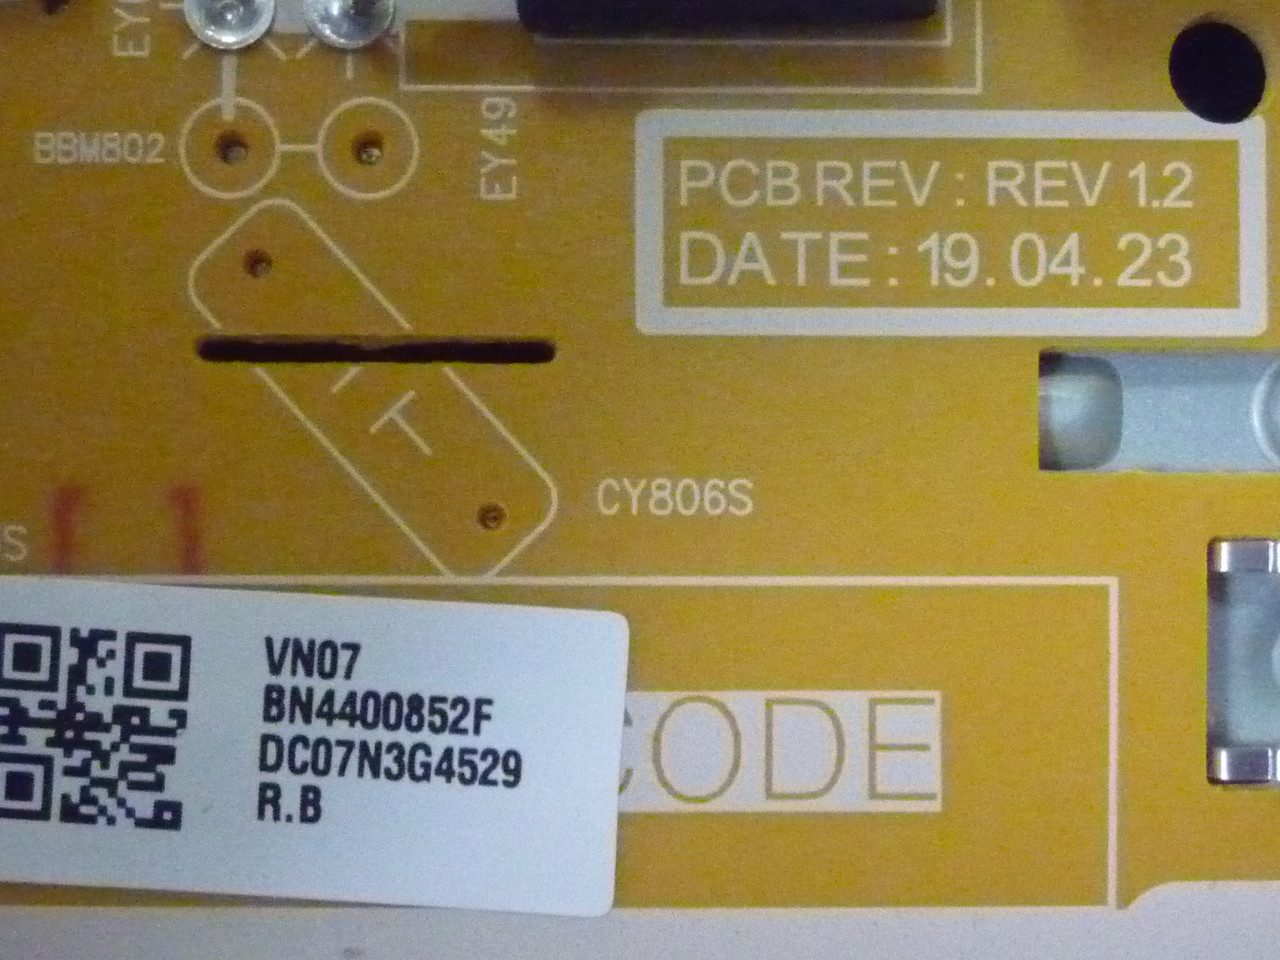 BBM802
EY49
PCB REV : REV 1.2
DATE : 19.04.23
CY806S
VN07
BN4400852F
DC07N3G4529
R.B
CODE